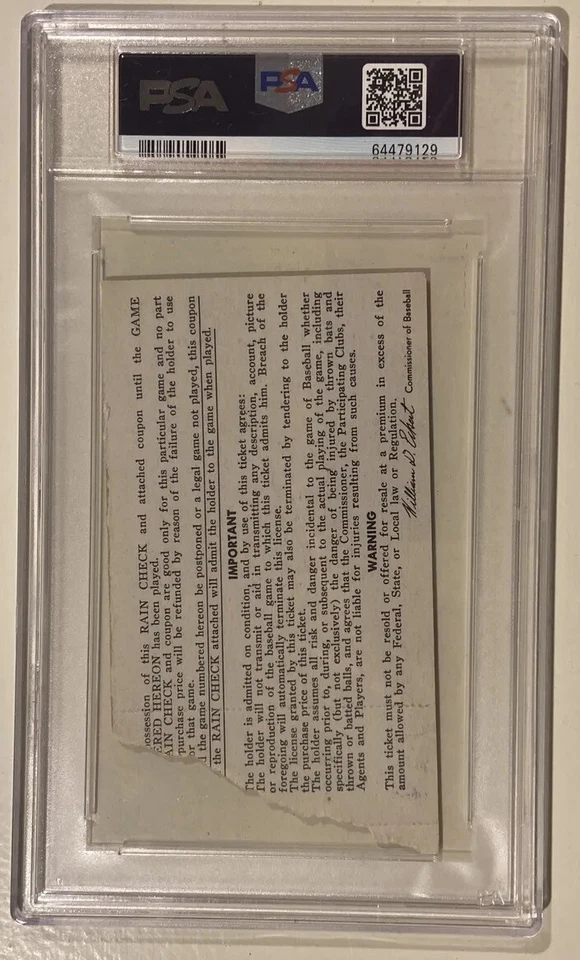 PSA
PSA
64479129
possession of this RAIN CHECK and attached coupon until the GAME
ERED HEREON has been played.
AIN CHECK and coupon are good only for this particular game and no part
purchase price will be refunded by reason of the failure of the holder to use
or that game.
d the game numbered hereon be postponed or a legal game not played, this coupon
the RAIN CHECK attached will admit the holder to the game when played.
IMPORTANT
The holder is admitted on condition, and by use of this ticket agrees:
The holder will not transmit or aid in transmitting any description, account, picture
or reproduction of the baseball game to which this ticket admits him. Breach of the
foregoing will automatically terminate this license.
The license granted by this ticket may also be terminated by tendering to the holder
the purchase price of this ticket.
The holder assumes all risk and danger incidental to the game of Baseball whether
occurring prior to, during, or subsequent to the actual playing of the game, including
specifically (but not exclusively) the danger of being injured by thrown bats and
thrown or batted balls, and agrees that the Commissioner, the Participating Clubs, their
Agents and Players, are not liable for injuries resulting from such causes.
WARNING
This ticket must not be resold or offered for resale at a premium in excess of the
amount allowed by any Federal, State, or Local law or Regulation.
William D. Eckert Commissioner of Baseball